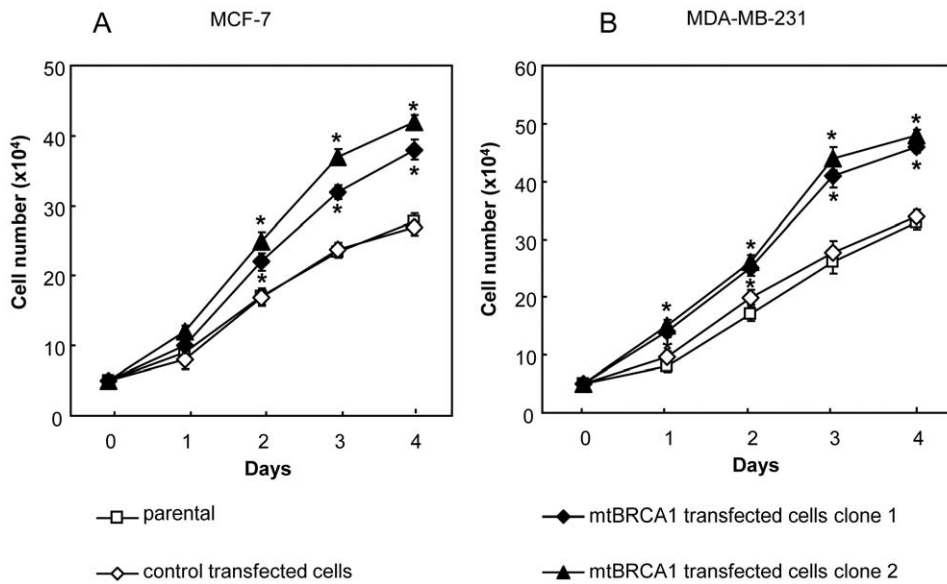 A
MCF-7
Cell number (x10⁴)
50
40
30
20
10
0
*
*
*
*
*
*
0 1 2 3 4
Days
B
MDA-MB-231
Cell number (x10⁴)
60
50
40
30
20
10
0
*
*
*
*
*
*
*
*
0 1 2 3 4
Days
parental
control transfected cells
mtBRCA1 transfected cells clone 1
mtBRCA1 transfected cells clone 2